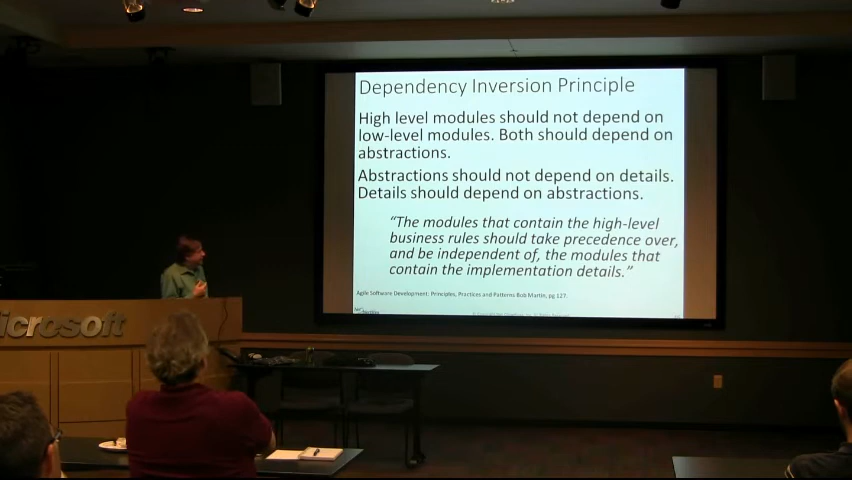 Dependency Inversion Principle
High level modules should not depend on
low-level modules. Both should depend on
abstractions.
Abstractions should not depend on details.
Details should depend on abstractions.
“The modules that contain the high-level
business rules should take precedence over,
and be independent of, the modules that
contain the implementation details.”
Agile Software Development: Principles, Practices and Patterns Bob Martin, pg 127.
Microsoft